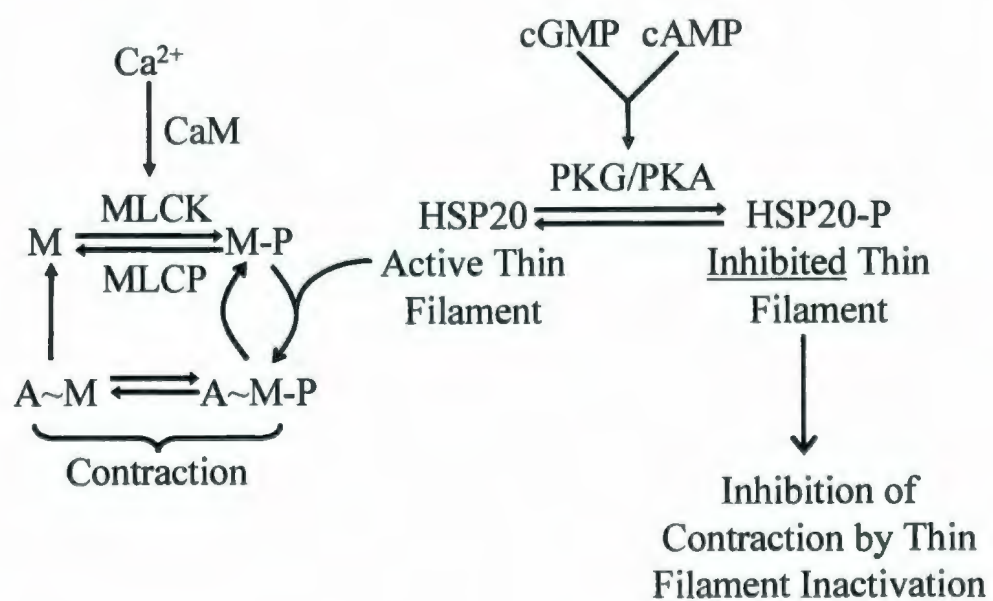 cGMP cAMP
Ca²⁺
CaM
PKG/PKA
MLCK
HSP20
HSP20-P
M
M-P
MLCP
Active Thin
Filament
Inhibited Thin
Filament
A~M
A~M-P
Contraction
Inhibition of
Contraction by Thin
Filament Inactivation